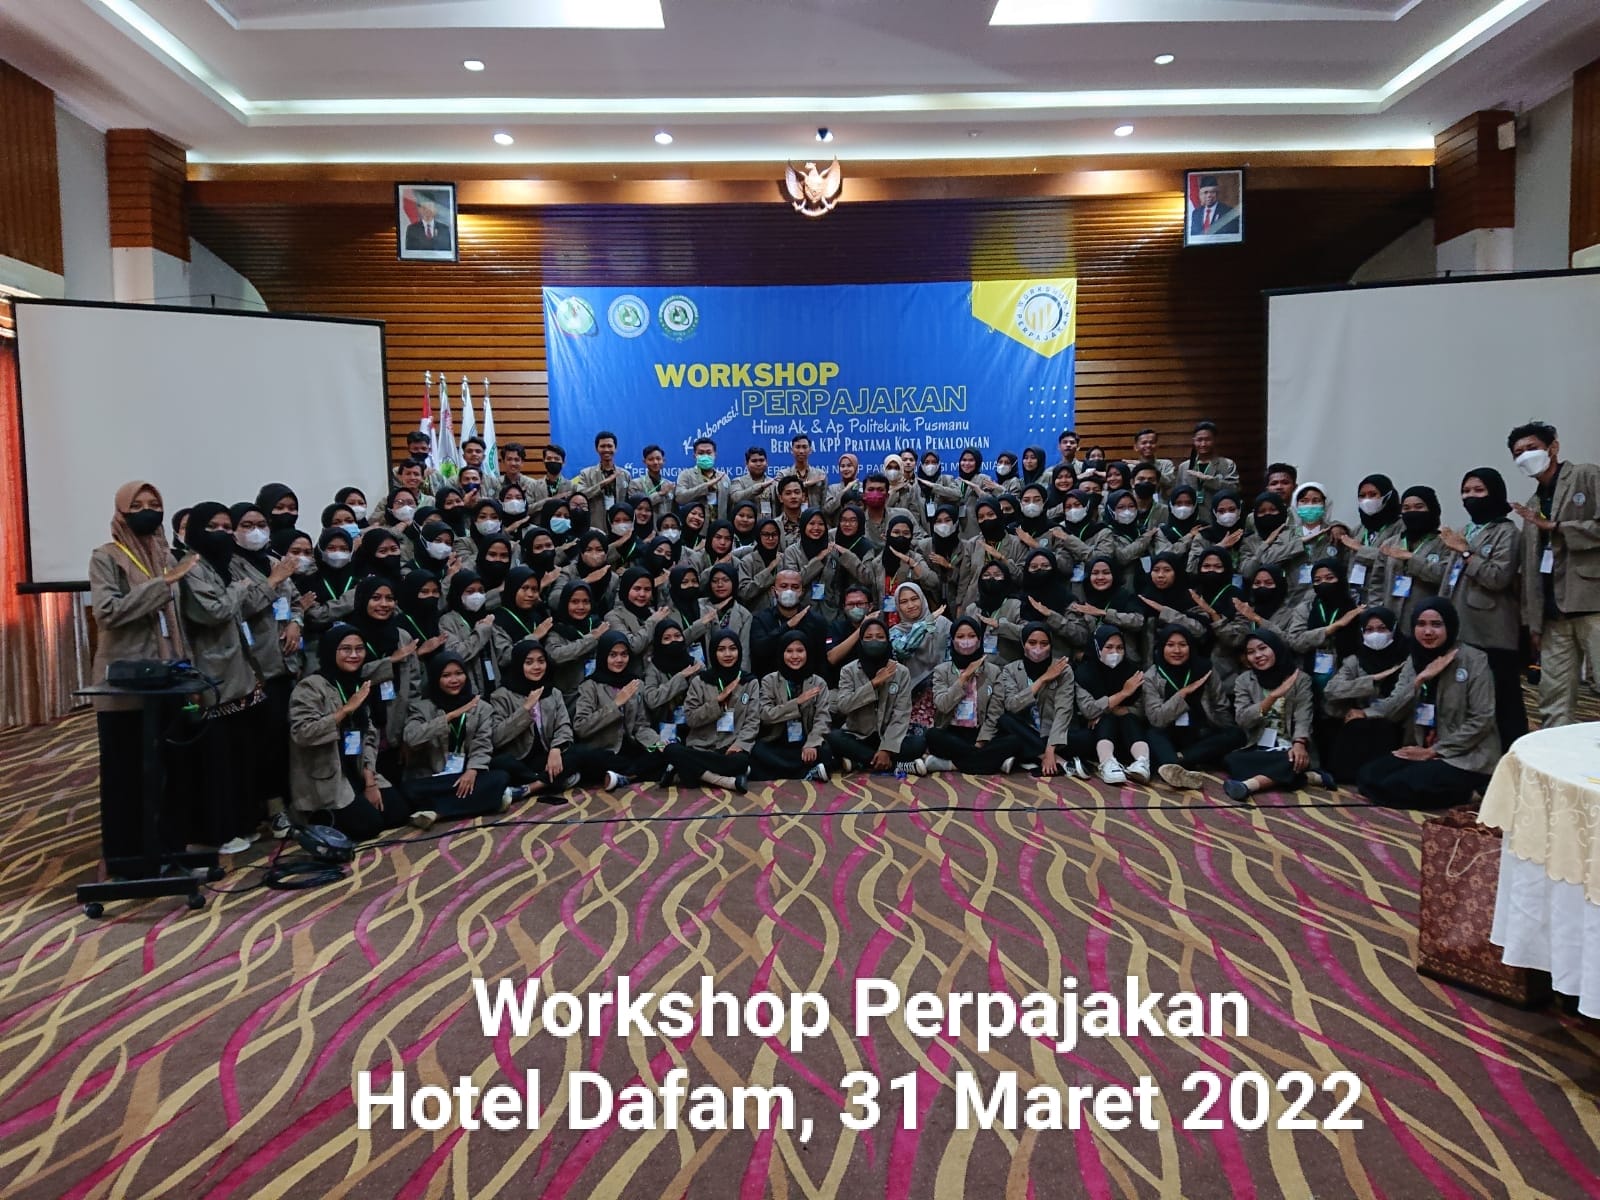 WORKSHOP
PERPAJAKAN
WORKSHOP
PERPAJAKAN
Kolaborasi!
Hima Ak & Ap Politeknik Pusmanu
KPP Pratama Kota Pekalongan
Workshop Perpajakan
Hotel Dafam, 31 Maret 2022